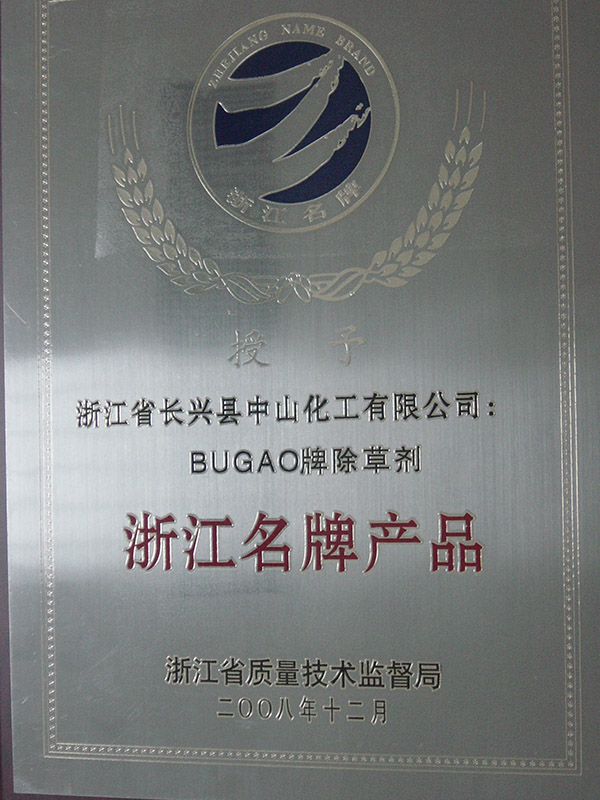 ZHEJIANG NAME BRAND
浙江名牌
授予
浙江省长兴县中山化工有限公司：
BUGAO牌除草剂
浙江名牌产品
浙江省质量技术监督局
二OO八年十二月